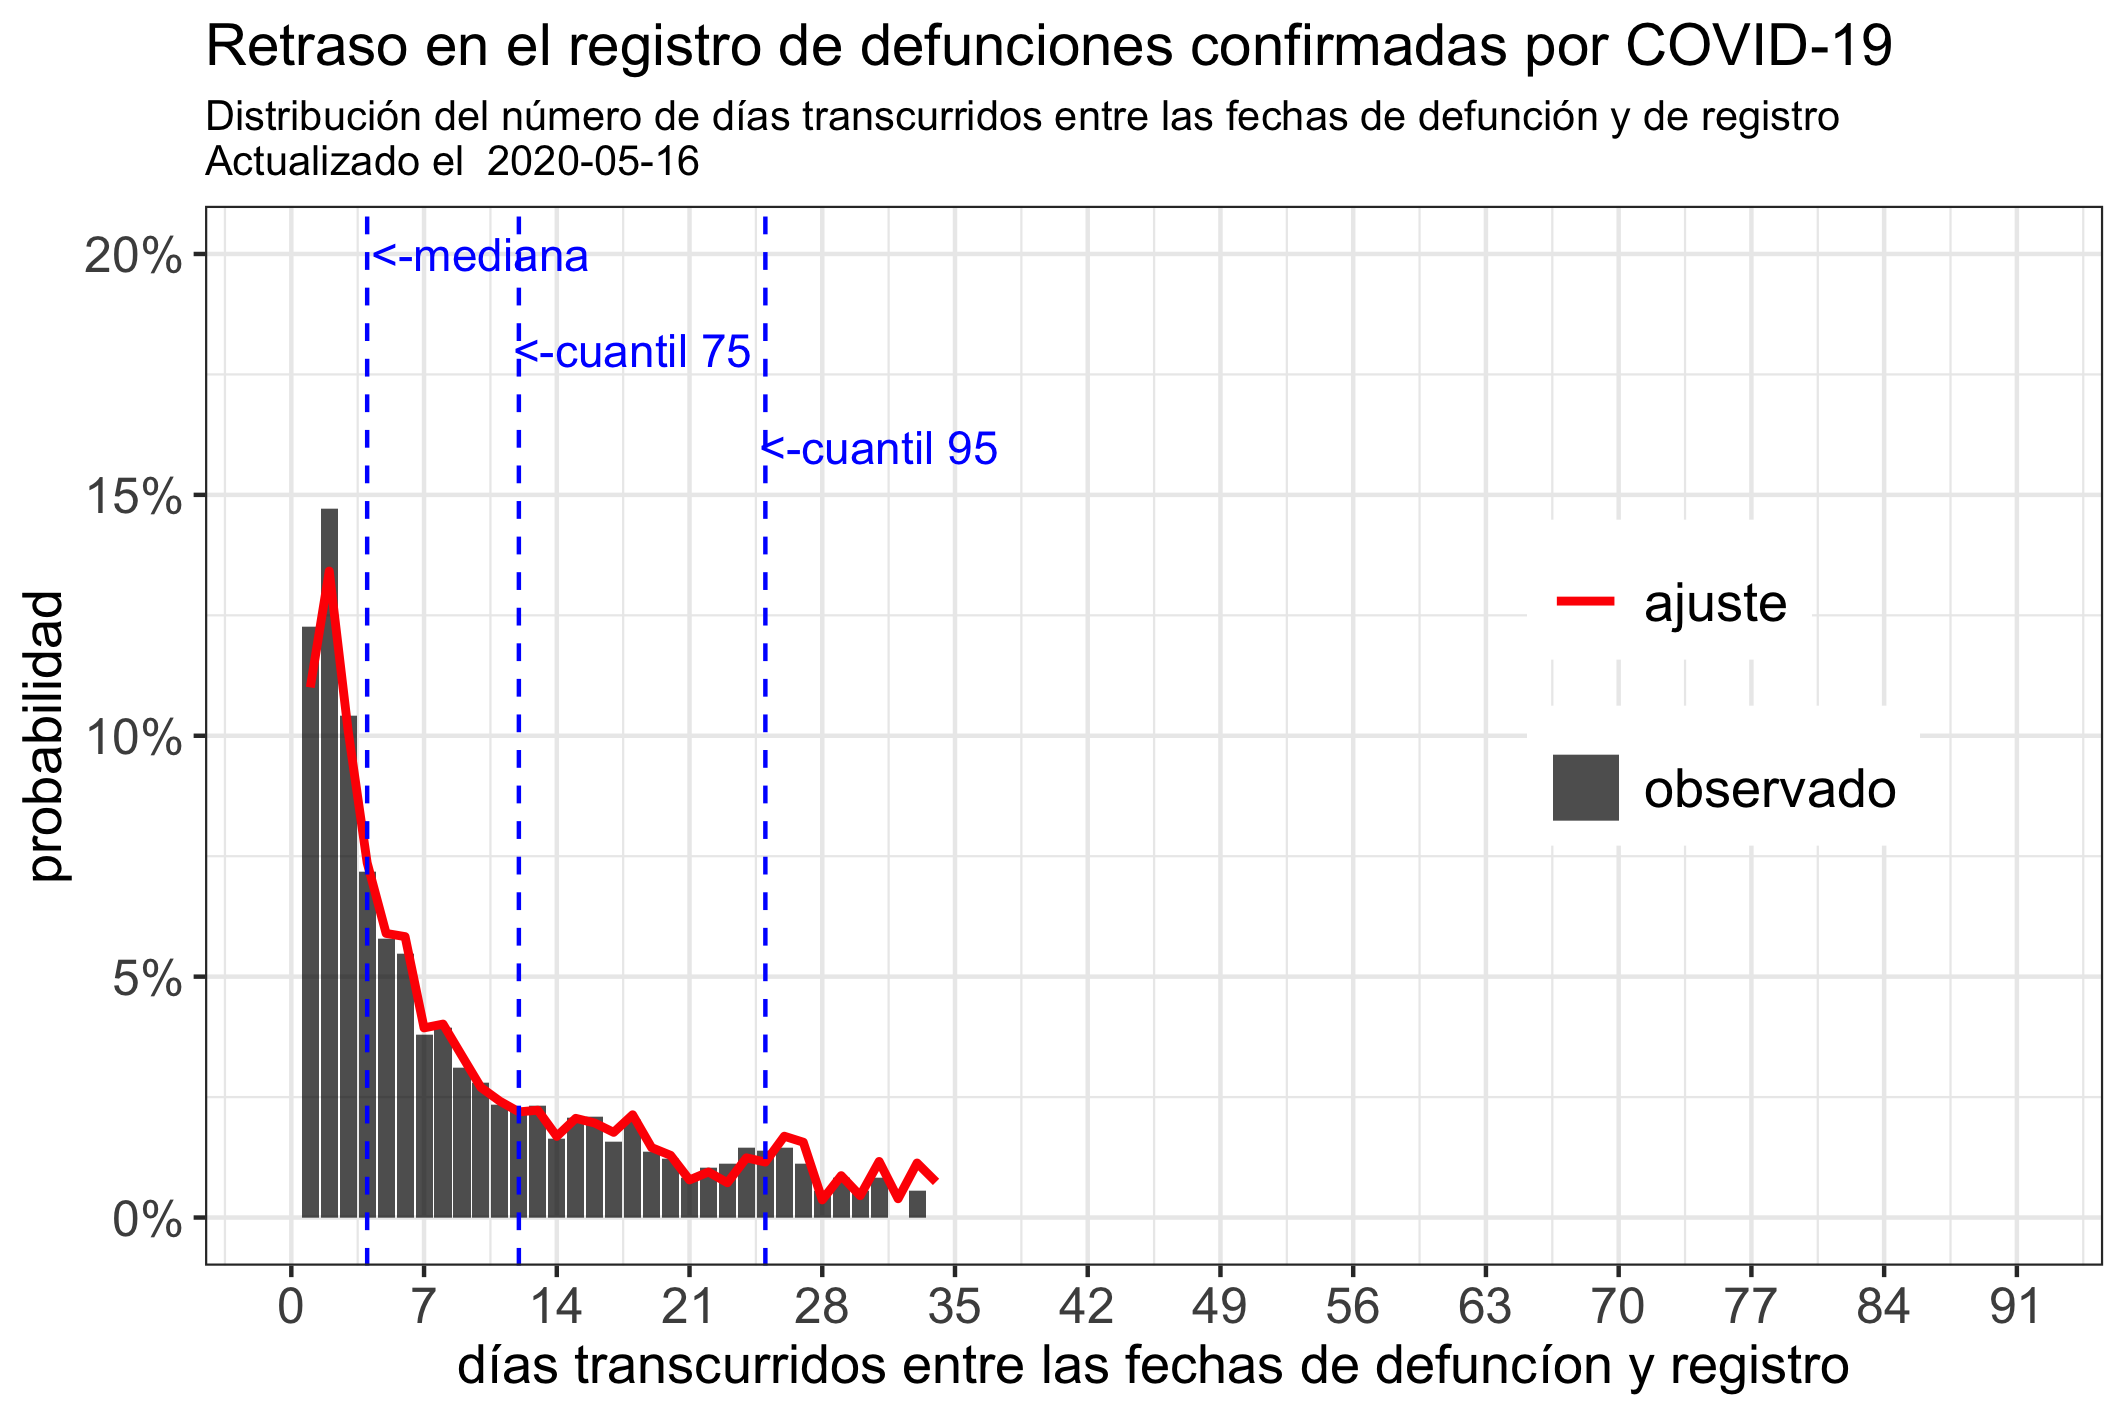 Retraso en el registro de defunciones confirmadas por COVID-19
Distribución del número de días transcurridos entre las fechas de defunción y de registro
Actualizado el  2020-05-16
20%
15%
10%
5%
0%
probabilidad
<-mediana
<-cuantil 75
<-cuantil 95
ajuste
observado
0 7 14 21 28 35 42 49 56 63 70 77 84 91
días transcurridos entre las fechas de defuncíon y registro